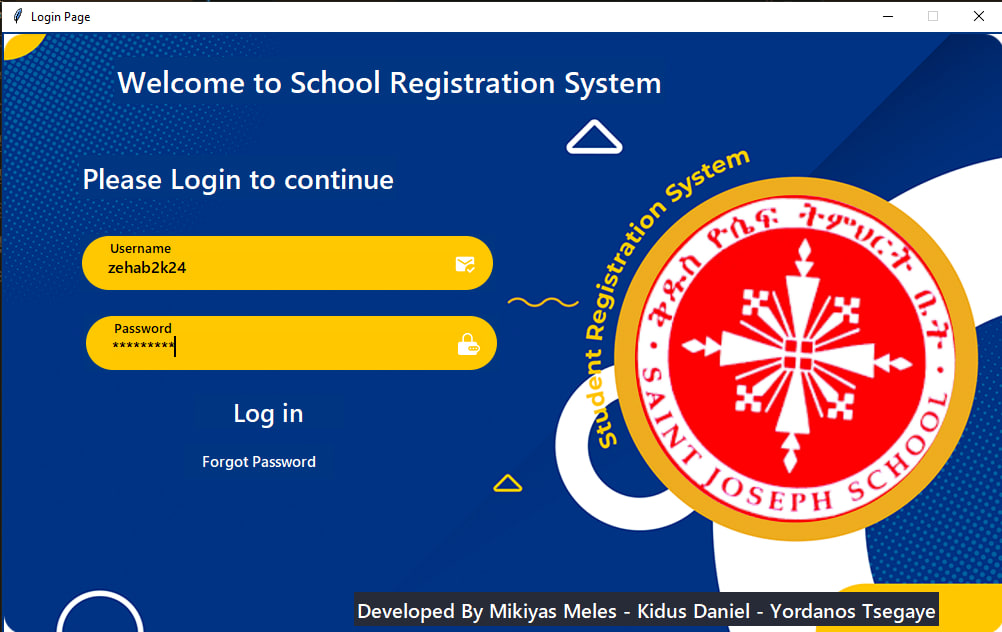 Login Page
Welcome to School Registration System
Please Login to continue
Username
zehab2k24
Password
*********
Log in
Forgot Password
Student Registration System
ቅዱስ ዮሴፍ ትምህርት ቤት
SAINT JOSEPH SCHOOL
Developed By Mikiyas Meles - Kidus Daniel - Yordanos Tsegaye